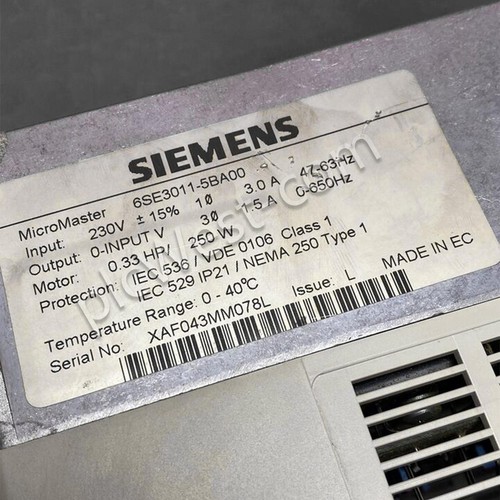 SIEMENS
MicroMaster 6SE3011-5BA00
Input: 230V ± 15% 1Ø 3.0 A 47-63Hz
Output: 0-INPUT V 3Ø 1.5 A 0-650Hz
Motor: 0.33 HP/ 250 W
Protection: IEC 536 / VDE 0106 Class 1
IEC 529 IP21 / NEMA 250 Type 1
Temperature Range: 0 - 40°C Issue: L MADE IN EC
Serial No: XAF043MM078L